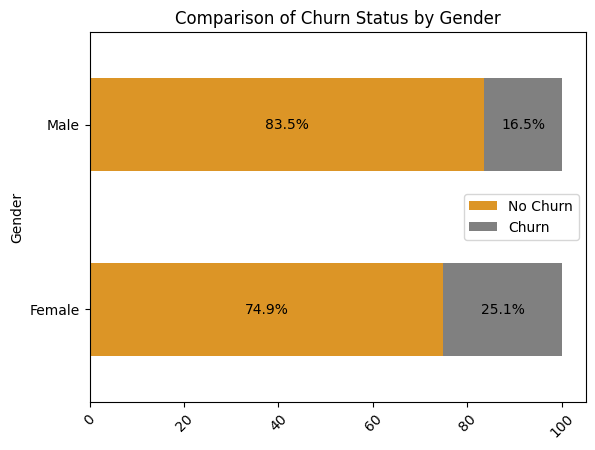 Comparison of Churn Status by Gender
Male
83.5%
16.5%
No Churn
Churn
Gender
Female
74.9%
25.1%
0
20
40
60
80
100